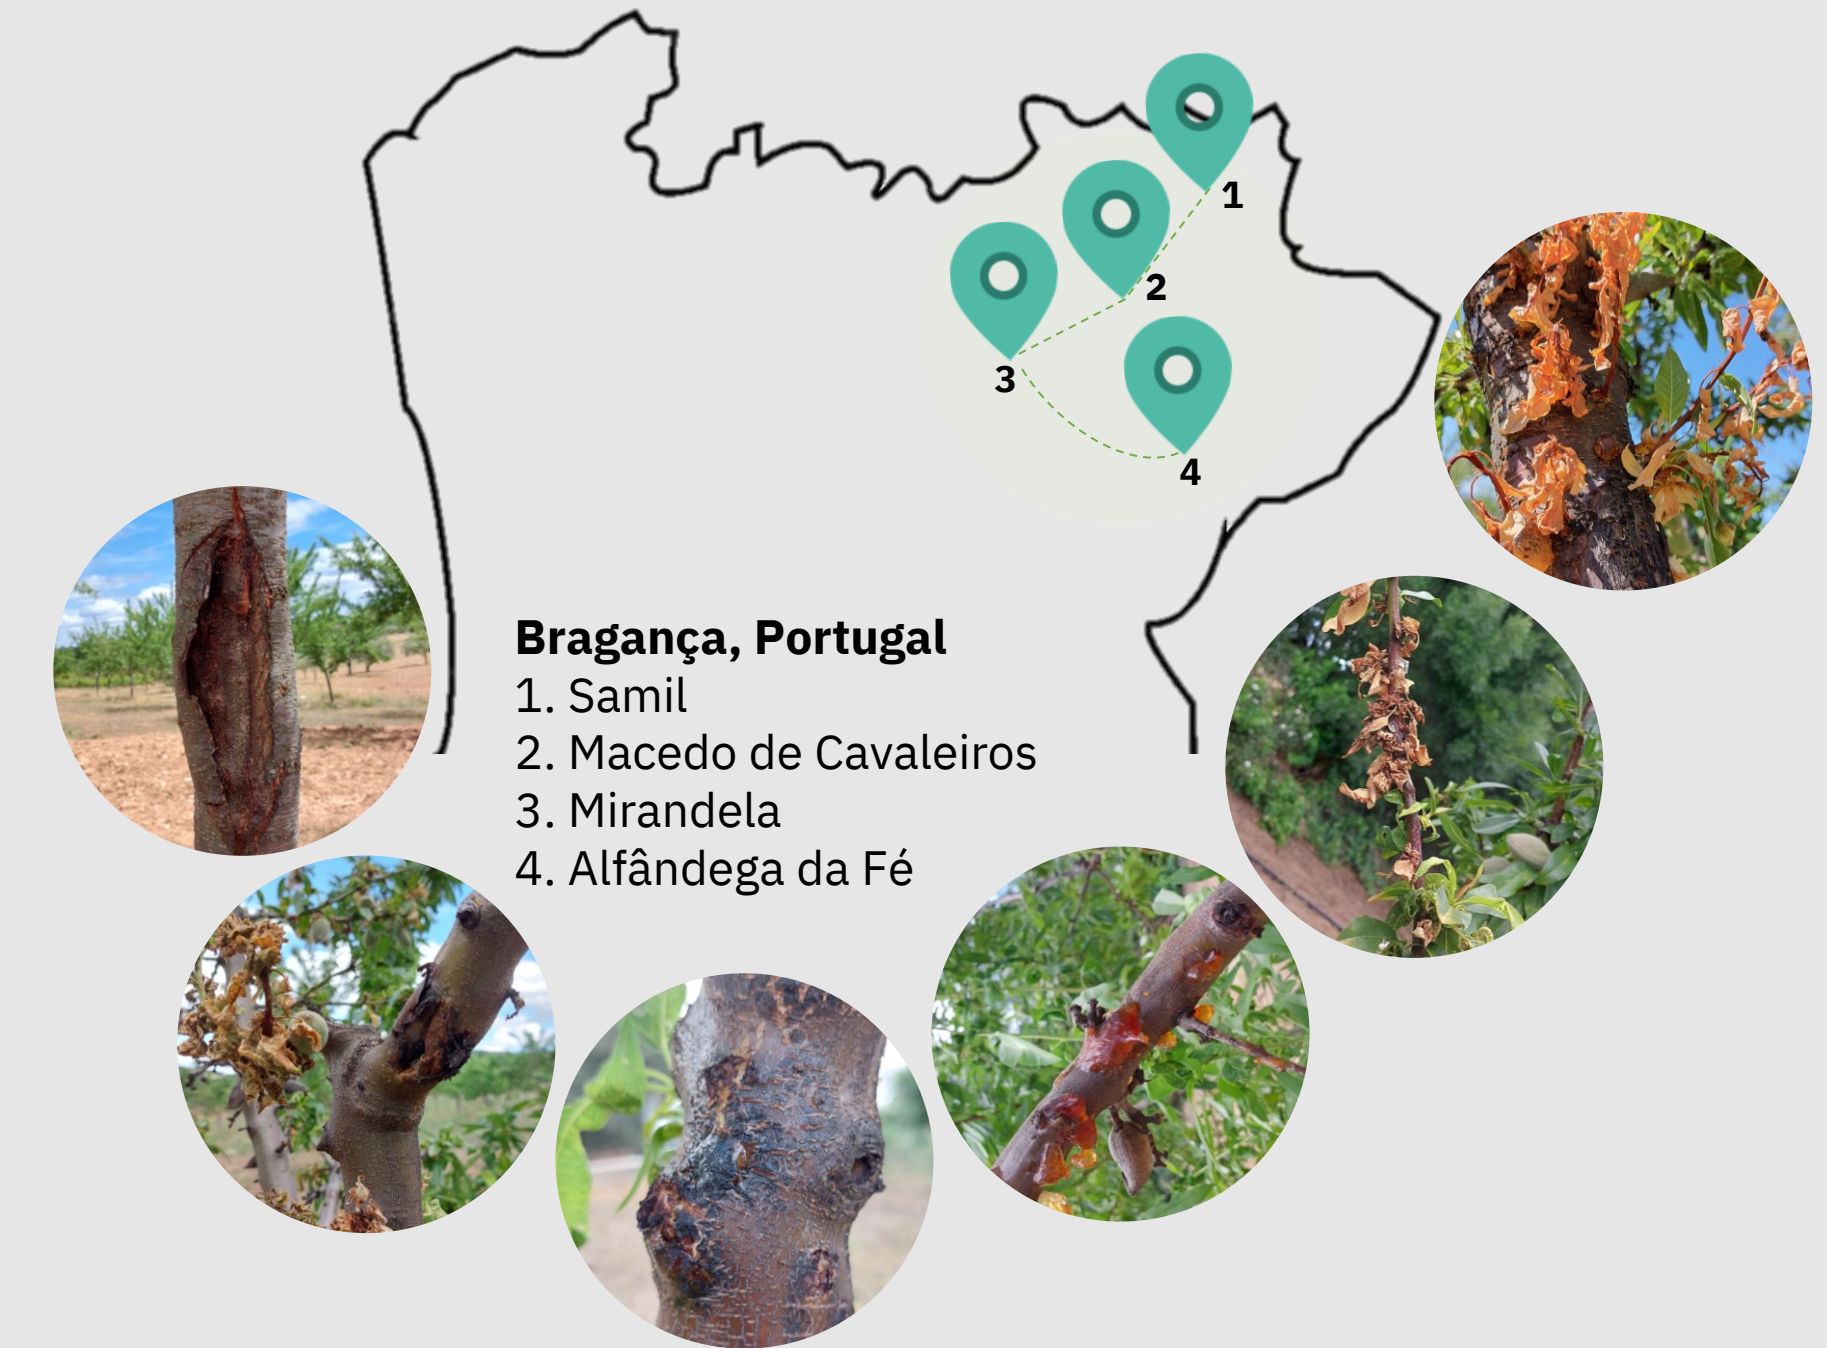 1
2
3
4
Bragança, Portugal
1. Samil
2. Macedo de Cavaleiros
3. Mirandela
4. Alfândega da Fé